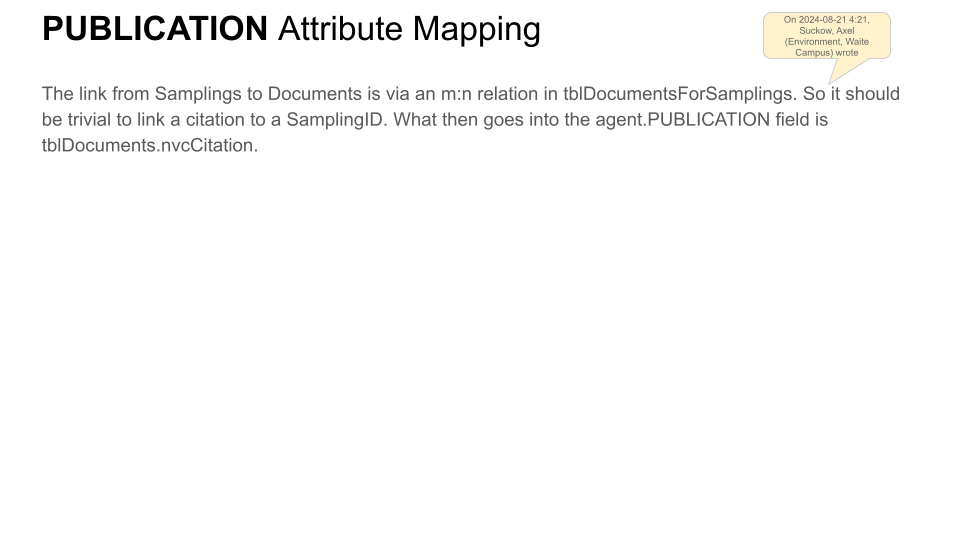 PUBLICATION Attribute Mapping
On 2024-08-21 4:21,
Suckow, Axel
(Environment, Waite
Campus) wrote
The link from Samplings to Documents is via an m:n relation in tblDocumentsForSamplings. So it should
be trivial to link a citation to a SamplingID. What then goes into the agent.PUBLICATION field is
tblDocuments.nvcCitation.